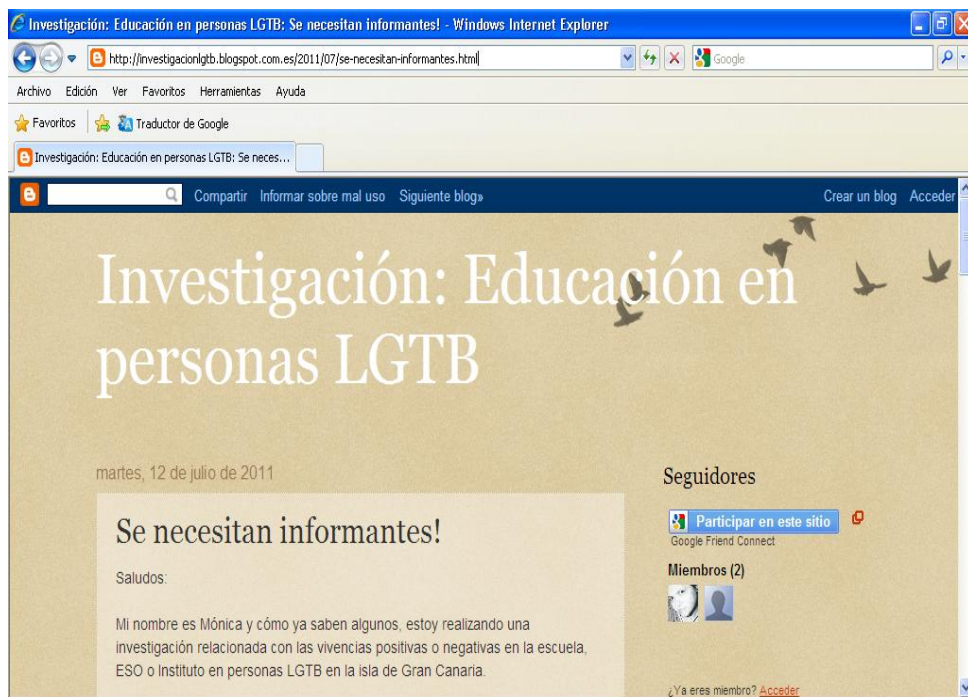 Investigación: Educación en personas LGTB: Se necesitan informantes! - Windows Internet Explorer
http://investigacionlgtb.blogspot.com.es/2011/07/se-necesitan-informantes.html
Google
Archivo Edición Ver Favoritos Herramientas Ayuda
Favoritos Traductor de Google
Investigación: Educación en personas LGTB: Se neces...
Compartir Informar sobre mal uso Siguiente blog» Crear un blog Acceder
Investigación: Educación en
personas LGTB
martes, 12 de julio de 2011
Se necesitan informantes!
Saludos:
Mi nombre es Mónica y cómo ya saben algunos, estoy realizando una
investigación relacionada con las vivencias positivas o negativas en la escuela,
ESO o Instituto en personas LGTB en la isla de Gran Canaria.
Seguidores
Participar en este sitio
Google Friend Connect
Miembros (2)
¿Ya eres miembro? Acceder